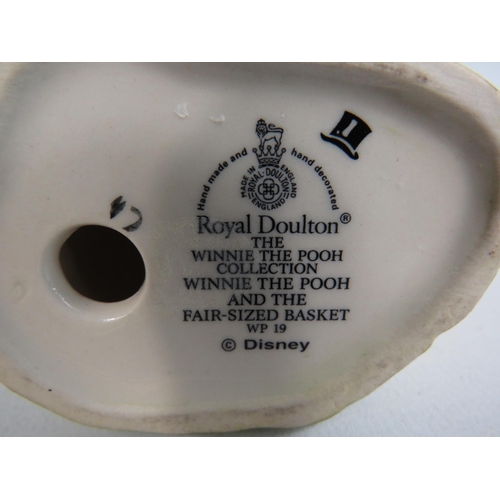 Hand made and hand decorated
MADE IN ENGLAND
ROYAL DOULTON
ENGLAND
Royal Doulton®
THE
WINNIE THE POOH
COLLECTION
WINNIE THE POOH
AND THE
FAIR-SIZED BASKET
WP 19
© Disney